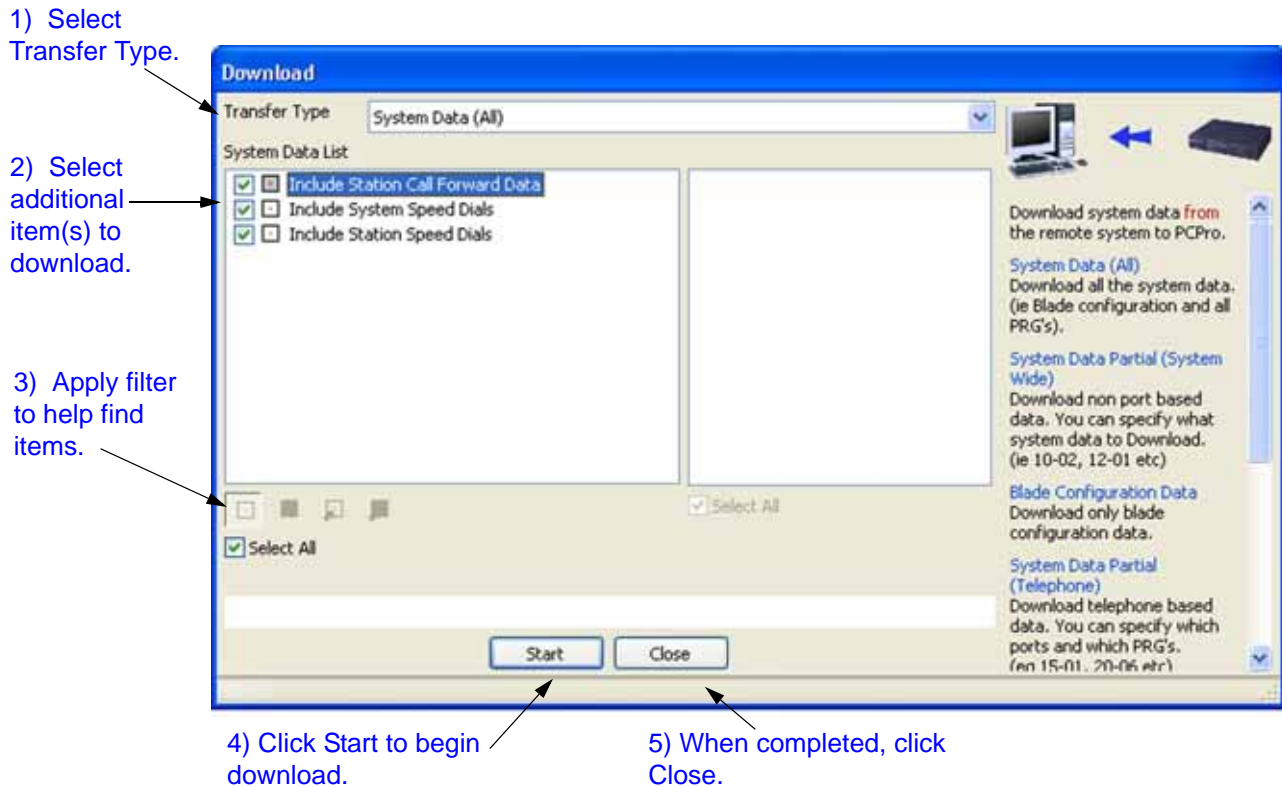 1)  Select
Transfer Type.
Download
Transfer Type
System Data (All)
System Data List
2)  Select
additional
item(s) to
download.
Include Station Call Forward Data
Include System Speed Dials
Include Station Speed Dials
3)  Apply filter
to help find
items.
Select All
Select All
Start
Close
Download system data from
the remote system to PCPro.
System Data (All)
Download all the system data.
(ie Blade configuration and all
PRG's).
System Data Partial (System
Wide)
Download non port based
data. You can specify what
system data to Download.
(ie 10-02, 12-01 etc)
Blade Configuration Data
Download only blade
configuration data.
System Data Partial
(Telephone)
Download telephone based
data. You can specify which
ports and which PRG's.
(eg 15-01, 20-06 etc)
4) Click Start to begin
download.
5) When completed, click
Close.